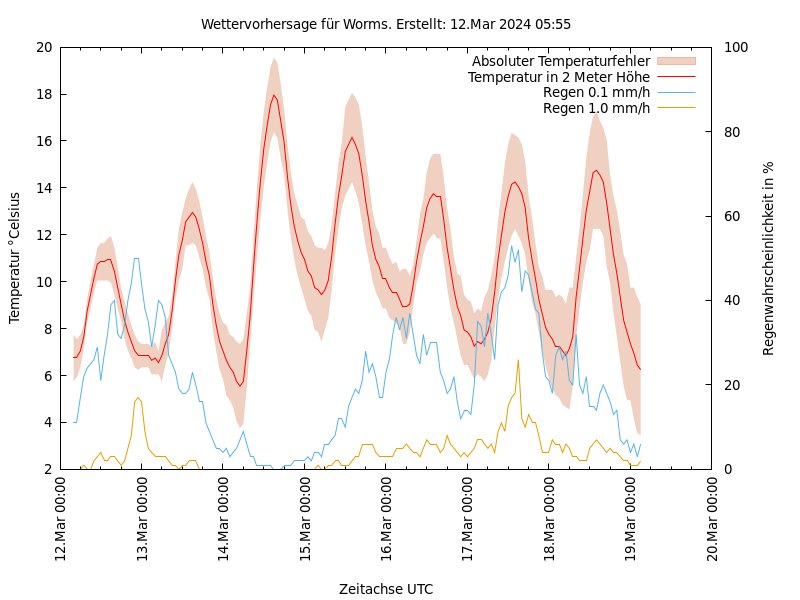 Wettervorhersage für Worms. Erstellt: 12.Mar 2024 05:55
20
18
16
14
12
10
8
6
4
2
100
80
60
40
20
0
Absoluter Temperaturfehler
Temperatur in 2 Meter Höhe
Regen 0.1 mm/h
Regen 1.0 mm/h
Temperatur °Celsius
Regenwahrscheinlichkeit in %
12.Mar 00:00
13.Mar 00:00
14.Mar 00:00
15.Mar 00:00
16.Mar 00:00
17.Mar 00:00
18.Mar 00:00
19.Mar 00:00
20.Mar 00:00
Zeitachse UTC